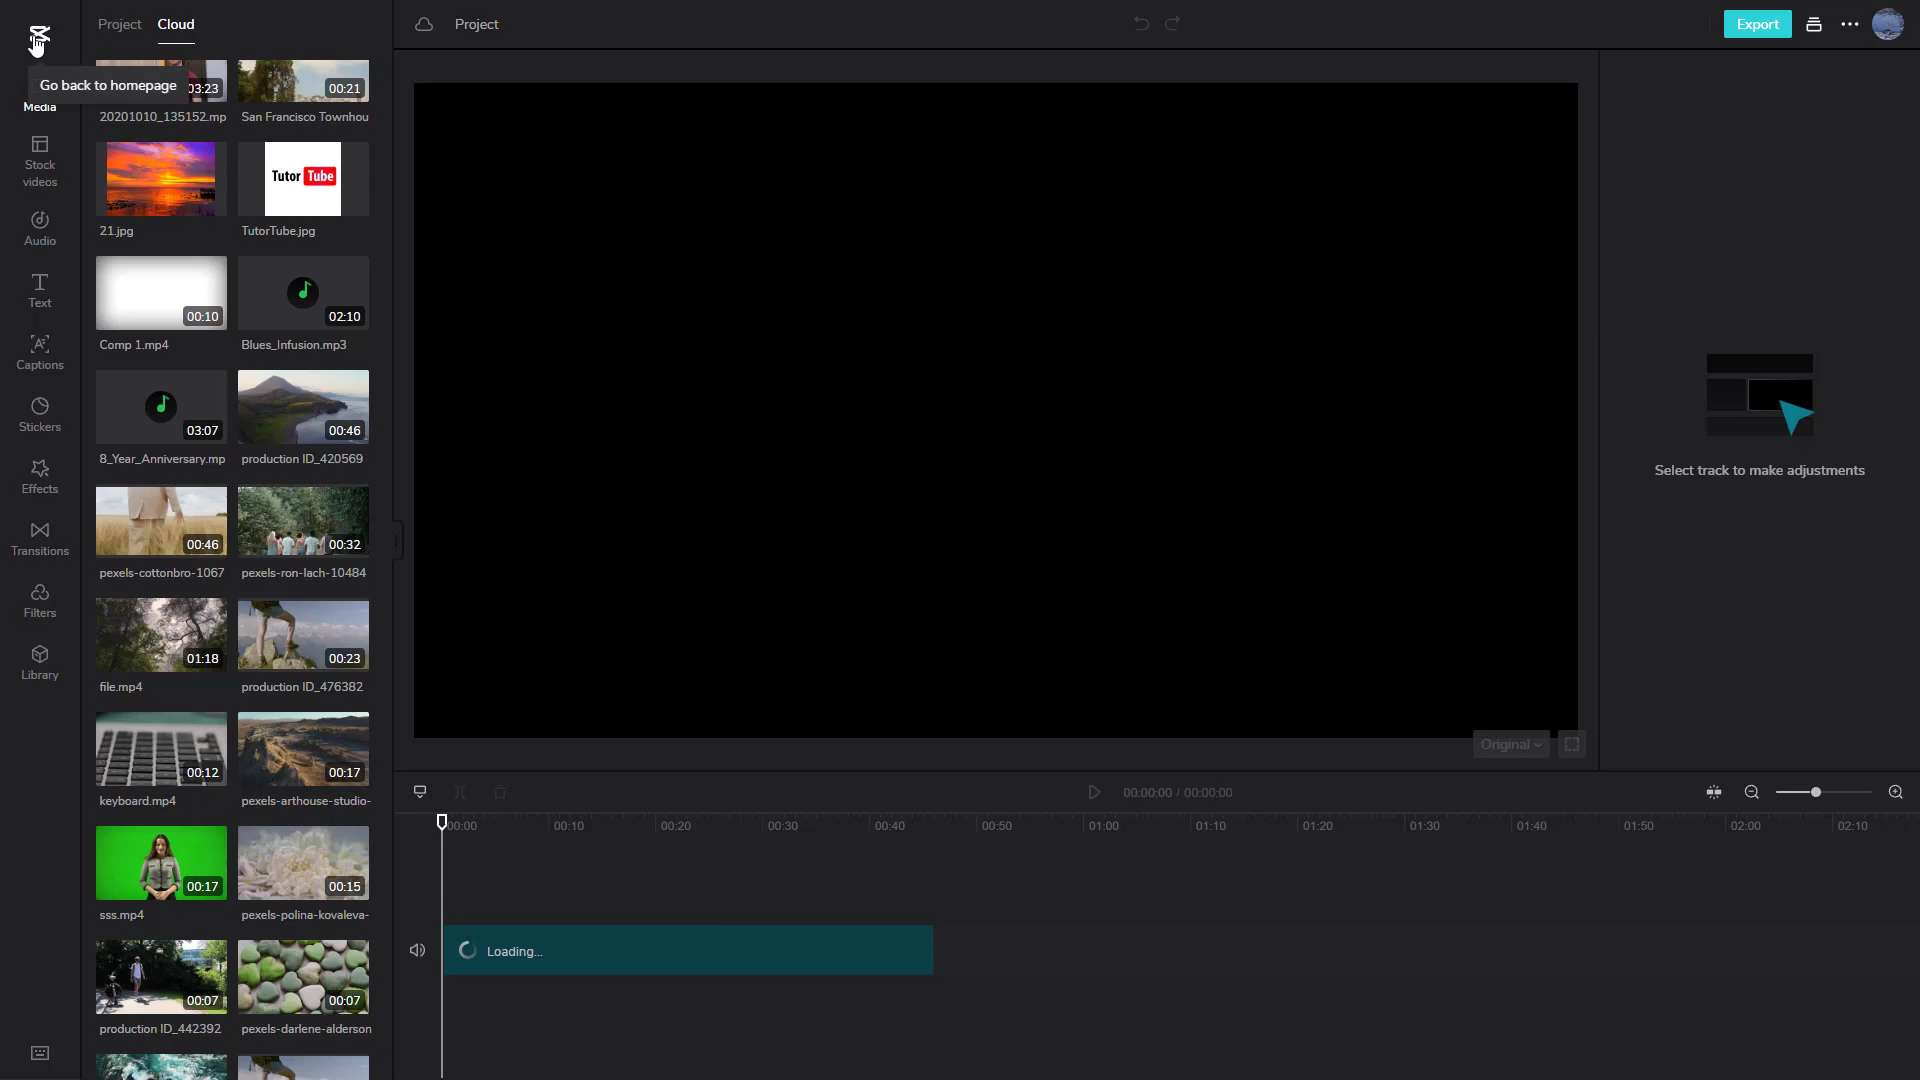 Project
Cloud
Project
Export
Go back to homepage
03:23
00:21
Media
20201010_135152.mp
San Francisco Townhou
Stock
videos
Tutor Tube
21.jpg
TutorTube.jpg
Audio
00:10
02:10
Text
Comp 1.mp4
Blues_Infusion.mp3
Captions
03:07
00:46
Stickers
8_Year_Anniversary.mp
production ID_420569
Effects
00:46
00:32
Transitions
pexels-cottonbro-1067
pexels-ron-lach-10484
Filters
01:18
00:23
Library
file.mp4
production ID_476382
00:12
00:17
keyboard.mp4
pexels-arthouse-studio-
00:17
00:15
sss.mp4
pexels-polina-kovaleva-
00:07
00:07
production ID_442392
pexels-darlene-alderson
Select track to make adjustments
Original
00:00:00 / 00:00:00
00:00 00:10 00:20 00:30 00:40 00:50 01:00 01:10 01:20 01:30 01:40 01:50 02:00 02:10
Loading...